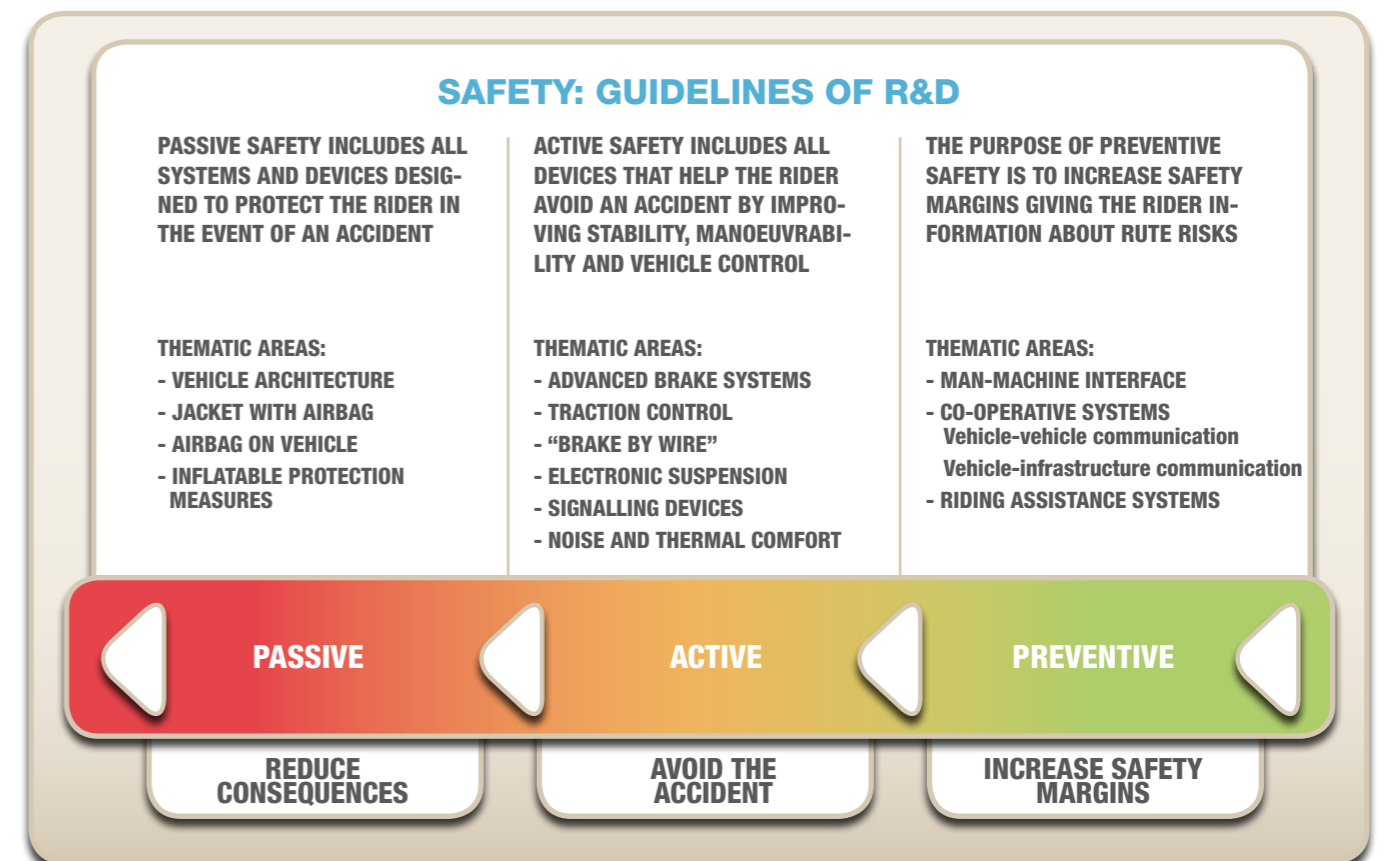 SAFETY: GUIDELINES OF R&D
PASSIVE SAFETY INCLUDES ALL
SYSTEMS AND DEVICES DESIG-
NED TO PROTECT THE RIDER IN
THE EVENT OF AN ACCIDENT
THEMATIC AREAS:
- VEHICLE ARCHITECTURE
- JACKET WITH AIRBAG
- AIRBAG ON VEHICLE
- INFLATABLE PROTECTION
MEASURES
ACTIVE SAFETY INCLUDES ALL
DEVICES THAT HELP THE RIDER
AVOID AN ACCIDENT BY IMPRO-
VING STABILITY, MANOEUVRABI-
LITY AND VEHICLE CONTROL
THEMATIC AREAS:
- ADVANCED BRAKE SYSTEMS
- TRACTION CONTROL
- “BRAKE BY WIRE”
- ELECTRONIC SUSPENSION
- SIGNALLING DEVICES
- NOISE AND THERMAL COMFORT
THE PURPOSE OF PREVENTIVE
SAFETY IS TO INCREASE SAFETY
MARGINS GIVING THE RIDER IN-
FORMATION ABOUT RUTE RISKS
THEMATIC AREAS:
- MAN-MACHINE INTERFACE
- CO-OPERATIVE SYSTEMS
Vehicle-vehicle communication
Vehicle-infrastructure communication
- RIDING ASSISTANCE SYSTEMS
PASSIVE
ACTIVE
PREVENTIVE
REDUCE
CONSEQUENCES
AVOID THE
ACCIDENT
INCREASE SAFETY
MARGINS